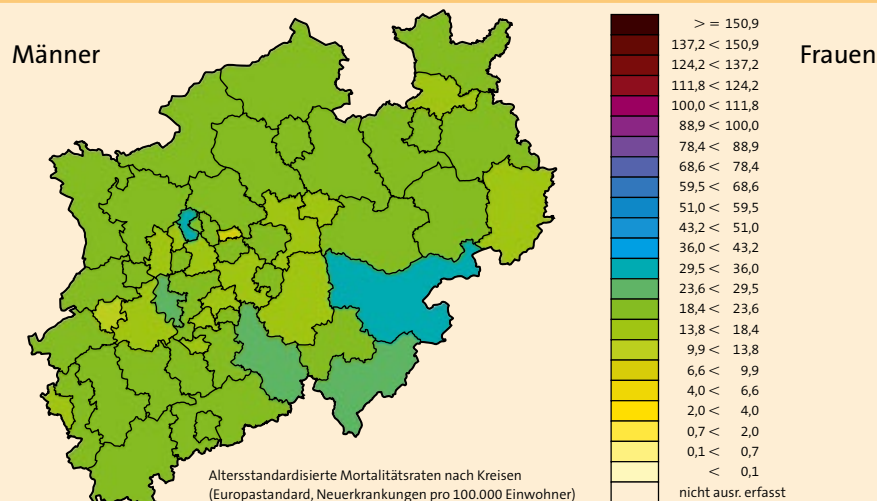 Männer
Frauen
> = 150,9
137,2 < 150,9
124,2 < 137,2
111,8 < 124,2
100,0 < 111,8
88,9 < 100,0
78,4 < 88,9
68,6 < 78,4
59,5 < 68,6
51,0 < 59,5
43,2 < 51,0
36,0 < 43,2
29,5 < 36,0
23,6 < 29,5
18,4 < 23,6
13,8 < 18,4
9,9 < 13,8
6,6 < 9,9
4,0 < 6,6
2,0 < 4,0
0,7 < 2,0
0,1 < 0,7
< 0,1
nicht ausr. erfasst
Altersstandardisierte Mortalitätsraten nach Kreisen
(Europastandard, Neuerkrankungen pro 100.000 Einwohner)